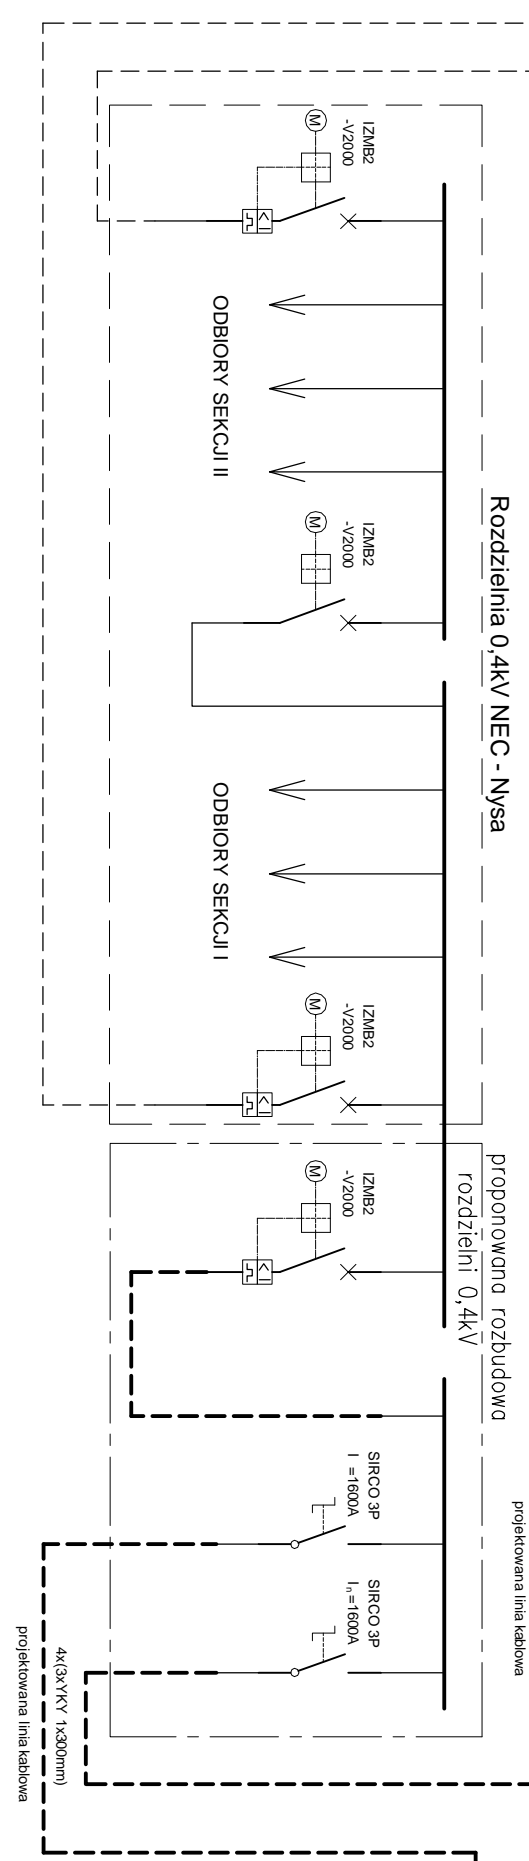 IZMB2
-V2000
M
ODBIORY SEKCJI II
Rozdzielnia 0,4kV NEC - Nysa
IZMB2
-V2000
M
ODBIORY SEKCJI I
IZMB2
-V2000
M
proponowana rozbudowa
rozdzielni 0,4kV
IZMB2
-V2000
M
SIRCO 3P
I =1600A
projektowana linia kablowa
SIRCO 3P
In=1600A
4x(3xYKY 1x300mm)
projektowana linia kablowa